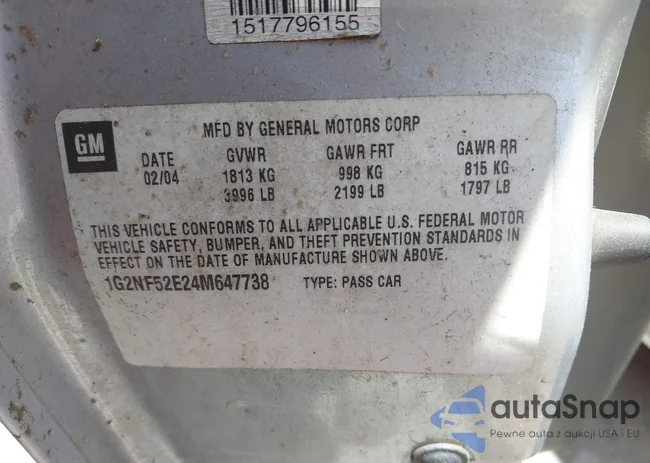 1517796155
GM
MFD BY GENERAL MOTORS CORP
DATE GVWR GAWR FRT GAWR RR
02/04 1813 KG 998 KG 815 KG
3996 LB 2199 LB 1797 LB
THIS VEHICLE CONFORMS TO ALL APPLICABLE U.S. FEDERAL MOTOR
VEHICLE SAFETY, BUMPER, AND THEFT PREVENTION STANDARDS IN
EFFECT ON THE DATE OF MANUFACTURE SHOWN ABOVE.
1G2NF52E24M647738 TYPE: PASS CAR
autaSnap
Pewne auta z aukcji USA i EU